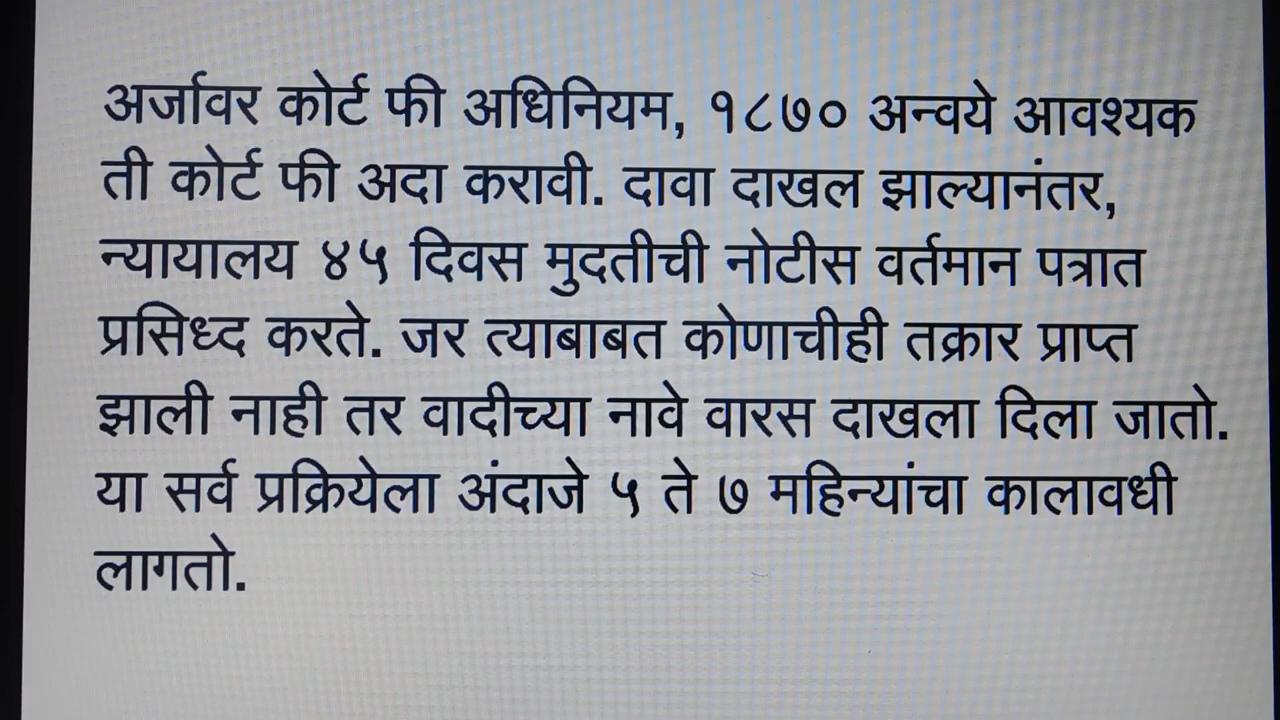 अर्जावर कोर्ट फी अधिनियम, १८७० अन्वये आवश्यक
ती कोर्ट फी अदा करावी. दावा दाखल झाल्यानंतर,
न्यायालय ४५ दिवस मुदतीची नोटीस वर्तमान पत्रात
प्रसिध्द करते. जर त्याबाबत कोणाचीही तक्रार प्राप्त
झाली नाही तर वादीच्या नावे वारस दाखला दिला जातो.
या सर्व प्रक्रियेला अंदाजे ५ ते ७ महिन्यांचा कालावधी
लागतो.